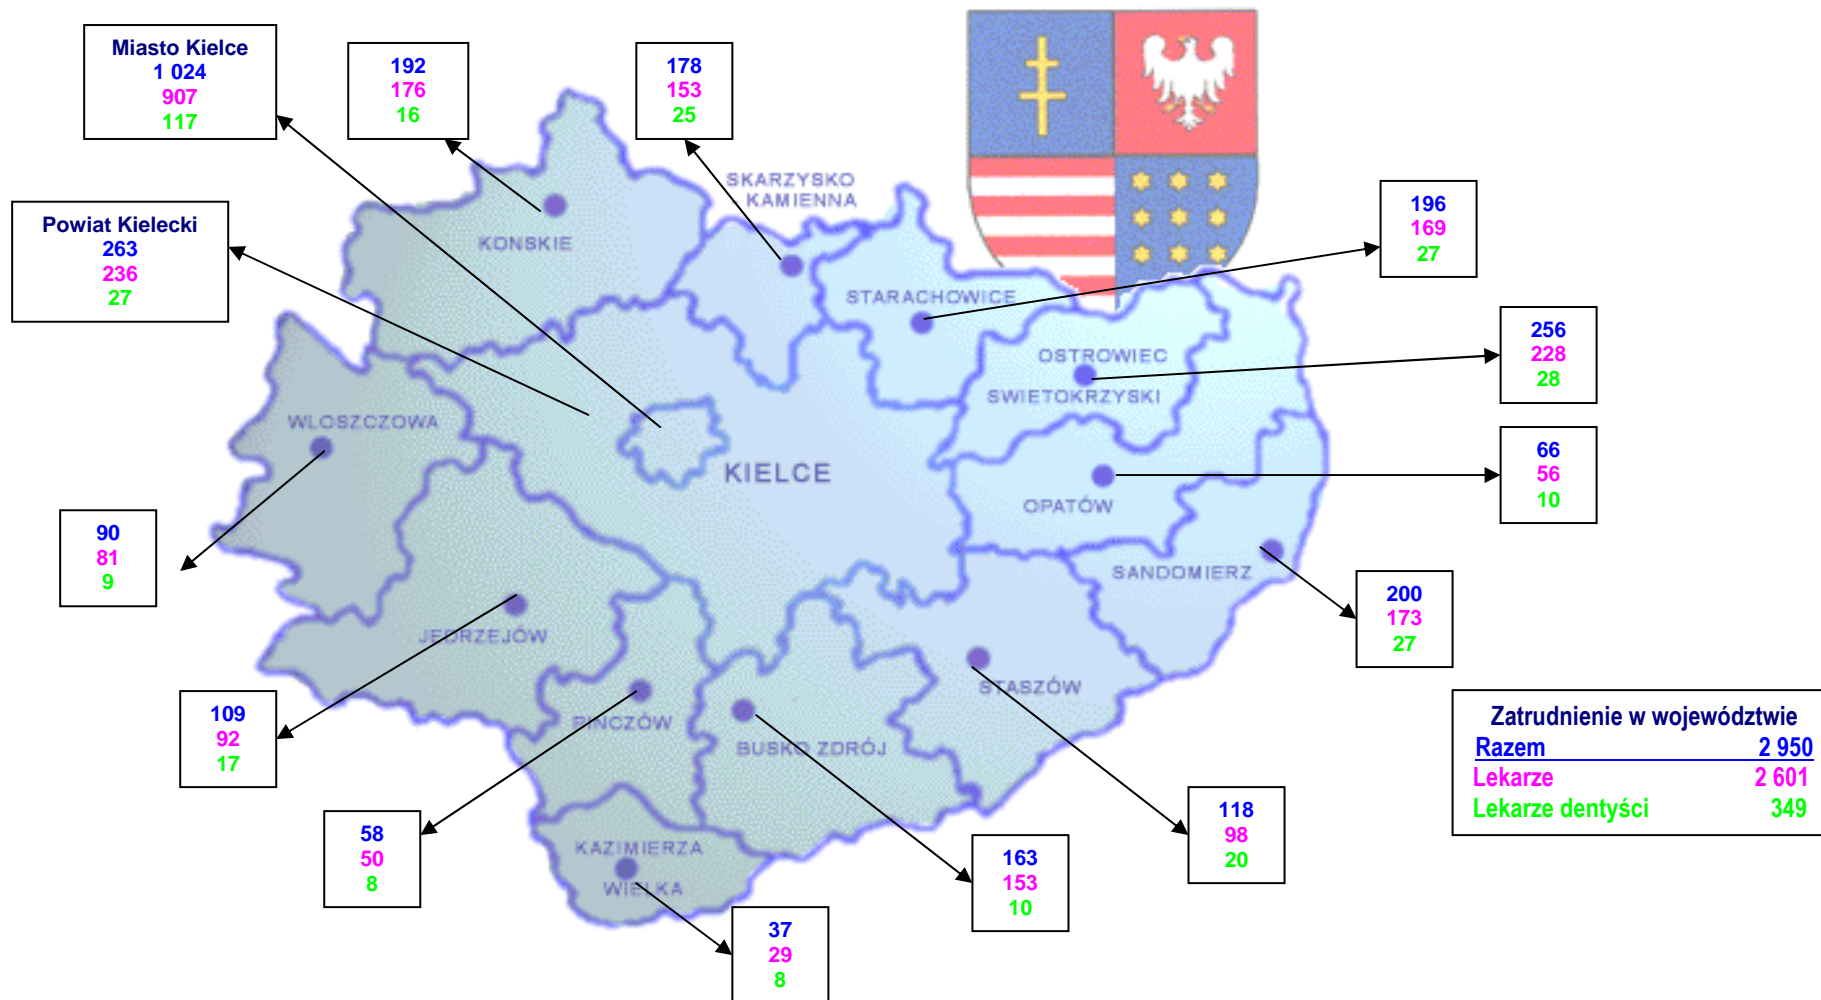 Miasto Kielce
1 024
907
117
192
176
16
178
153
25
SKARZYSKO
- KAMIENNA
KONSKIE
Powiat Kielecki
263
236
27
196
169
27
STARACHOWICE
256
228
28
OSTROWIEC
SWIETOKRZYSKI
WLOSZCZOWA
KIELCE
66
56
10
OPATÓW
90
81
9
SANDOMIERZ
200
173
27
JEDRZEJÓW
STASZÓW
109
92
17
PINCZÓW
BUSKO ZDRÓJ
Zatrudnienie w województwie
Razem 2 950
Lekarze 2 601
Lekarze dentyści 349
118
98
20
58
50
8
KAZIMIERZA
WIELKA
163
153
10
37
29
8